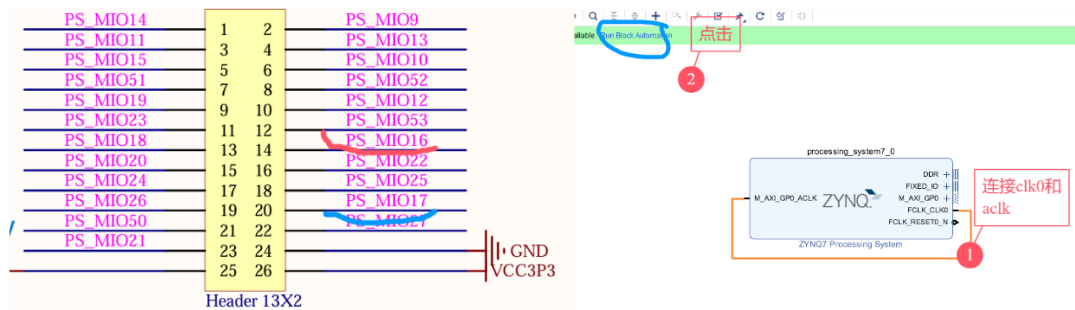 PS_MIO14 1 2 PS_MIO9
PS_MIO11 3 4 PS_MIO13
PS_MIO15 5 6 PS_MIO10
PS_MIO51 7 8 PS_MIO52
PS_MIO19 9 10 PS_MIO12
PS_MIO23 11 12 PS_MIO53
PS_MIO18 13 14 PS_MIO16
PS_MIO20 15 16 PS_MIO22
PS_MIO24 17 18 PS_MIO25
PS_MIO26 19 20 PS_MIO17
PS_MIO50 21 22 PS_MIO27
PS_MIO21 23 24 GND
25 26 VCC3P3
Header 13X2
ilable. Run Block Automation
点击
2
processing_system7_0
DDR
FIXED_IO
M_AXI_GP0_ACLK ZYNQ. M_AXI_GP0
FCLK_CLK0
FCLK_RESET0_N
ZYNQ7 Processing System
连接clk0和
aclk
1